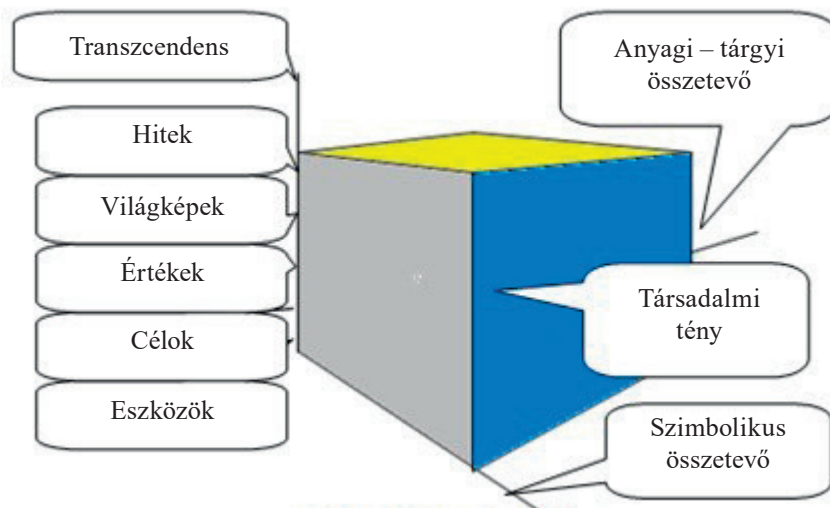 Transzcendens
Hitek
Világképek
Értékek
Célok
Eszközök
Anyagi – tárgyi
összetevő
Társadalmi
tény
Szimbolikus
összetevő